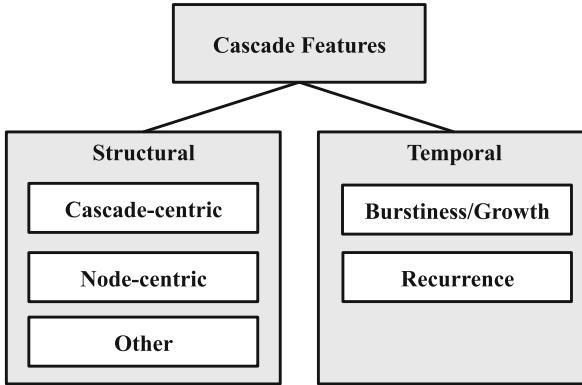 Cascade Features
Structural
Cascade-centric
Node-centric
Other
Temporal
Burstiness/Growth
Recurrence